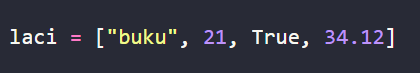 laci = ["buku", 21, True, 34.12]